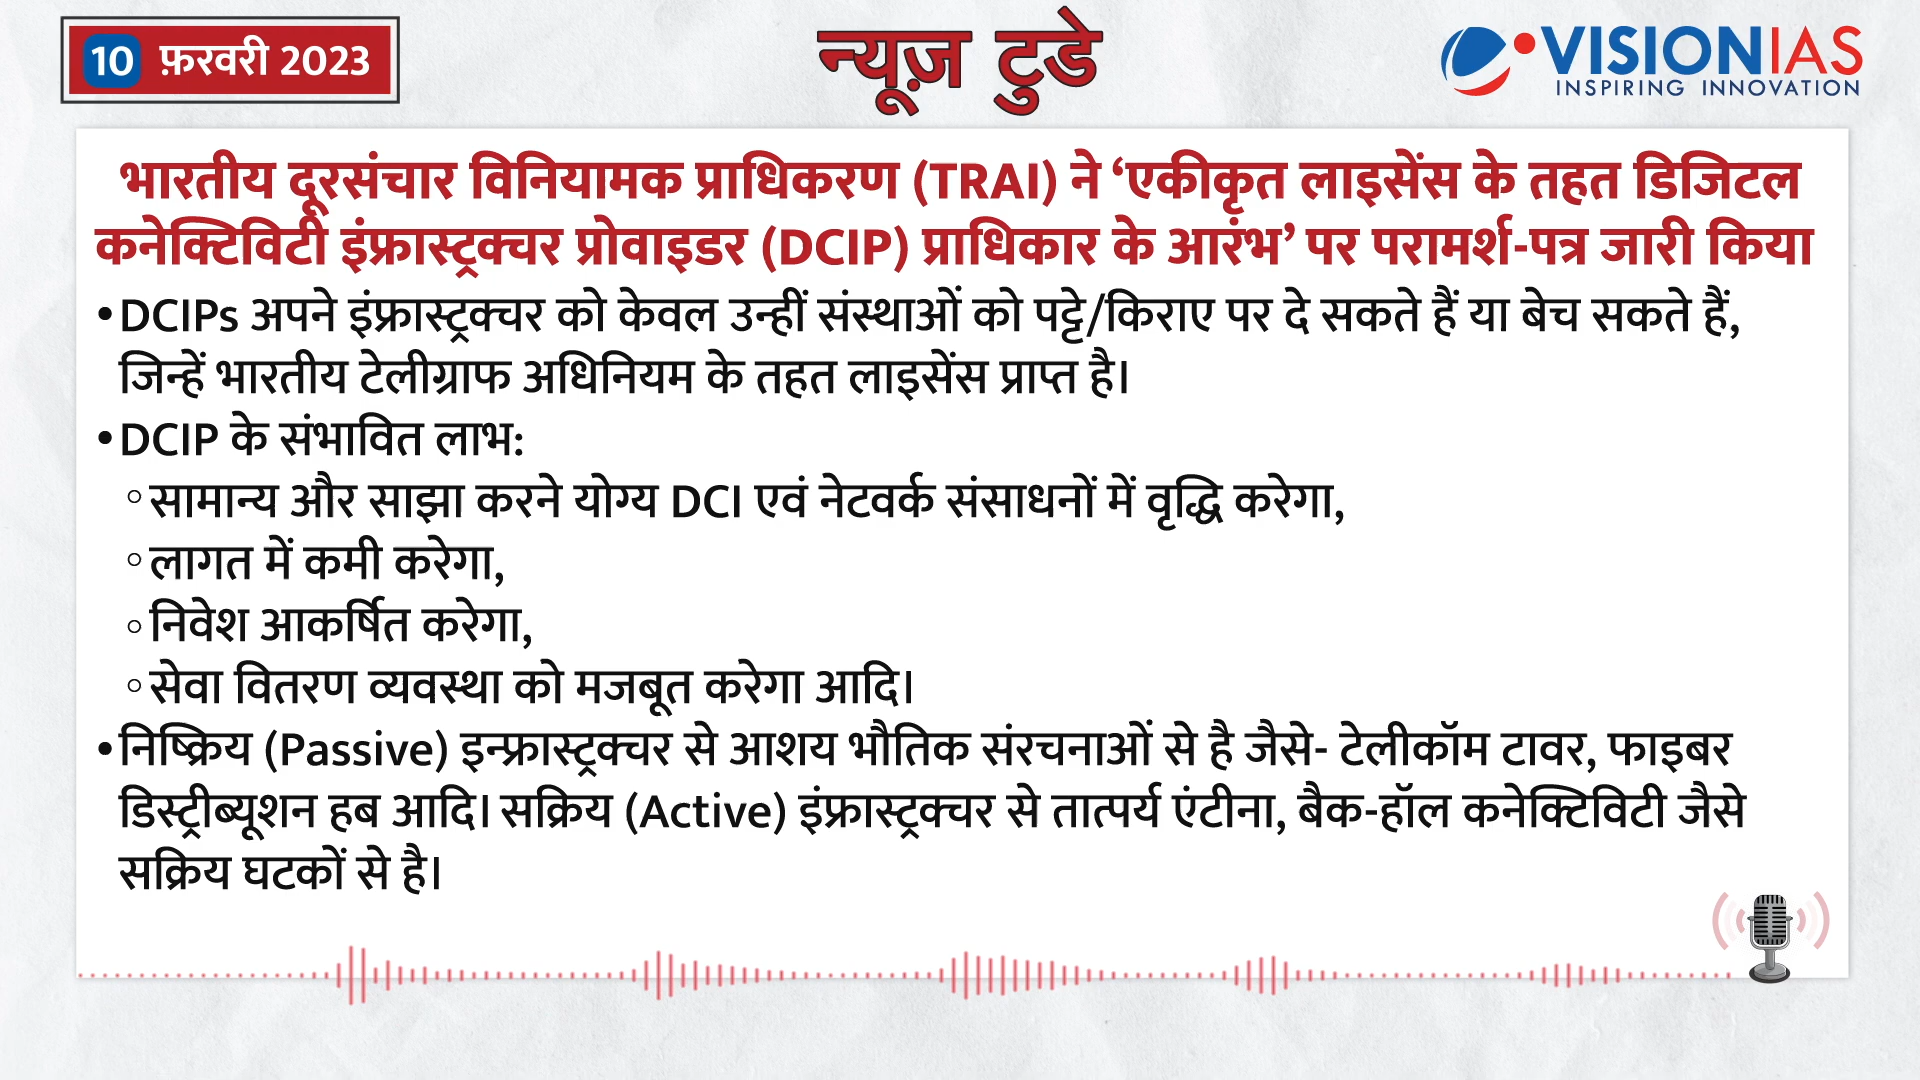 10 फ़रवरी 2023
न्यूज़ टुडे
VISIONIAS
INSPIRING INNOVATION
भारतीय दूरसंचार विनियामक प्राधिकरण (TRAI) ने ‘एकीकृत लाइसेंस के तहत डिजिटल
कनेक्टिविटी इंफ्रास्ट्रक्चर प्रोवाइडर (DCIP) प्राधिकार के आरंभ’ पर परामर्श-पत्र जारी किया
•DCIPs अपने इंफ्रास्ट्रक्चर को केवल उन्हीं संस्थाओं को पट्टे/किराए पर दे सकते हैं या बेच सकते हैं,
जिन्हें भारतीय टेलीग्राफ अधिनियम के तहत लाइसेंस प्राप्त है।
•DCIP के संभावित लाभ:
○सामान्य और साझा करने योग्य DCI एवं नेटवर्क संसाधनों में वृद्धि करेगा,
○लागत में कमी करेगा,
○निवेश आकर्षित करेगा,
○सेवा वितरण व्यवस्था को मजबूत करेगा आदि।
•निष्क्रिय (Passive) इन्फ्रास्ट्रक्चर से आशय भौतिक संरचनाओं से है जैसे- टेलीकॉम टावर, फाइबर
डिस्ट्रीब्यूशन हब आदि। सक्रिय (Active) इंफ्रास्ट्रक्चर से तात्पर्य एंटीना, बैक-हॉल कनेक्टिविटी जैसे
सक्रिय घटकों से है।